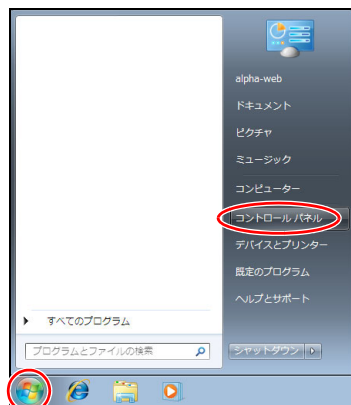 alpha-web
ドキュメント
ピクチャ
ミュージック
コンピューター
コントロール パネル
デバイスとプリンター
既定のプログラム
ヘルプとサポート
すべてのプログラム
プログラムとファイルの検索
シャットダウン